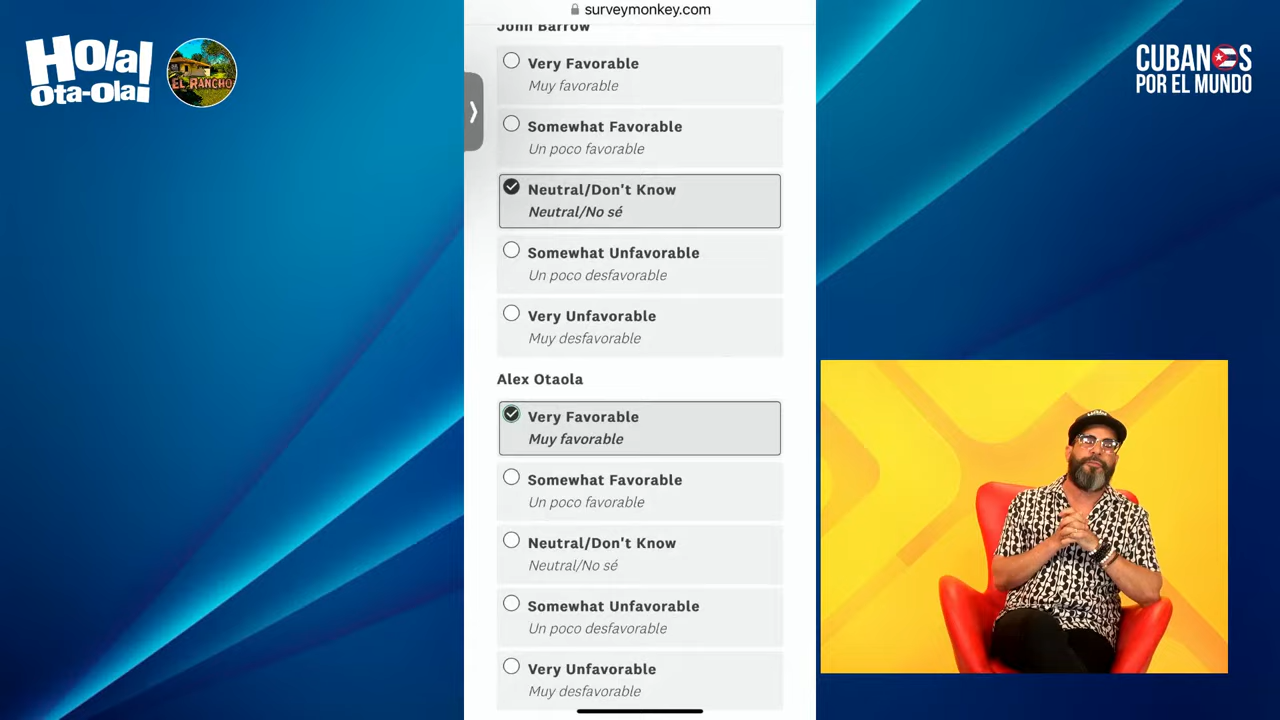 surveymonkey.com
Hola!
Ota-Ola!
EL RANCHO
CUBANOS
POR EL MUNDO
John Barrow
Very Favorable
Muy favorable
Somewhat Favorable
Un poco favorable
Neutral/Don't Know
Neutral/No sé
Somewhat Unfavorable
Un poco desfavorable
Very Unfavorable
Muy desfavorable
Alex Otaola
Very Favorable
Muy favorable
Somewhat Favorable
Un poco favorable
Neutral/Don't Know
Neutral/No sé
Somewhat Unfavorable
Un poco desfavorable
Very Unfavorable
Muy desfavorable